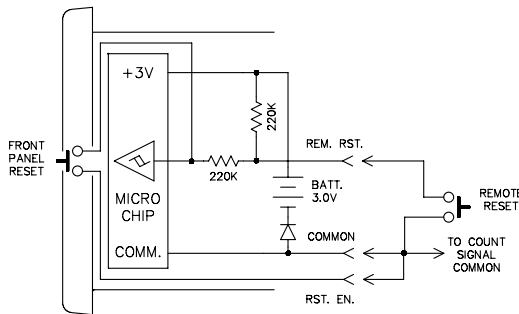 +3V
220K
FRONT
PANEL
RESET
REM. RST.
220K
MICRO
CHIP
BATT.
3.0V
REMOTE
RESET
COMM.
COMMON
TO COUNT
SIGNAL
COMMON
RST. EN.